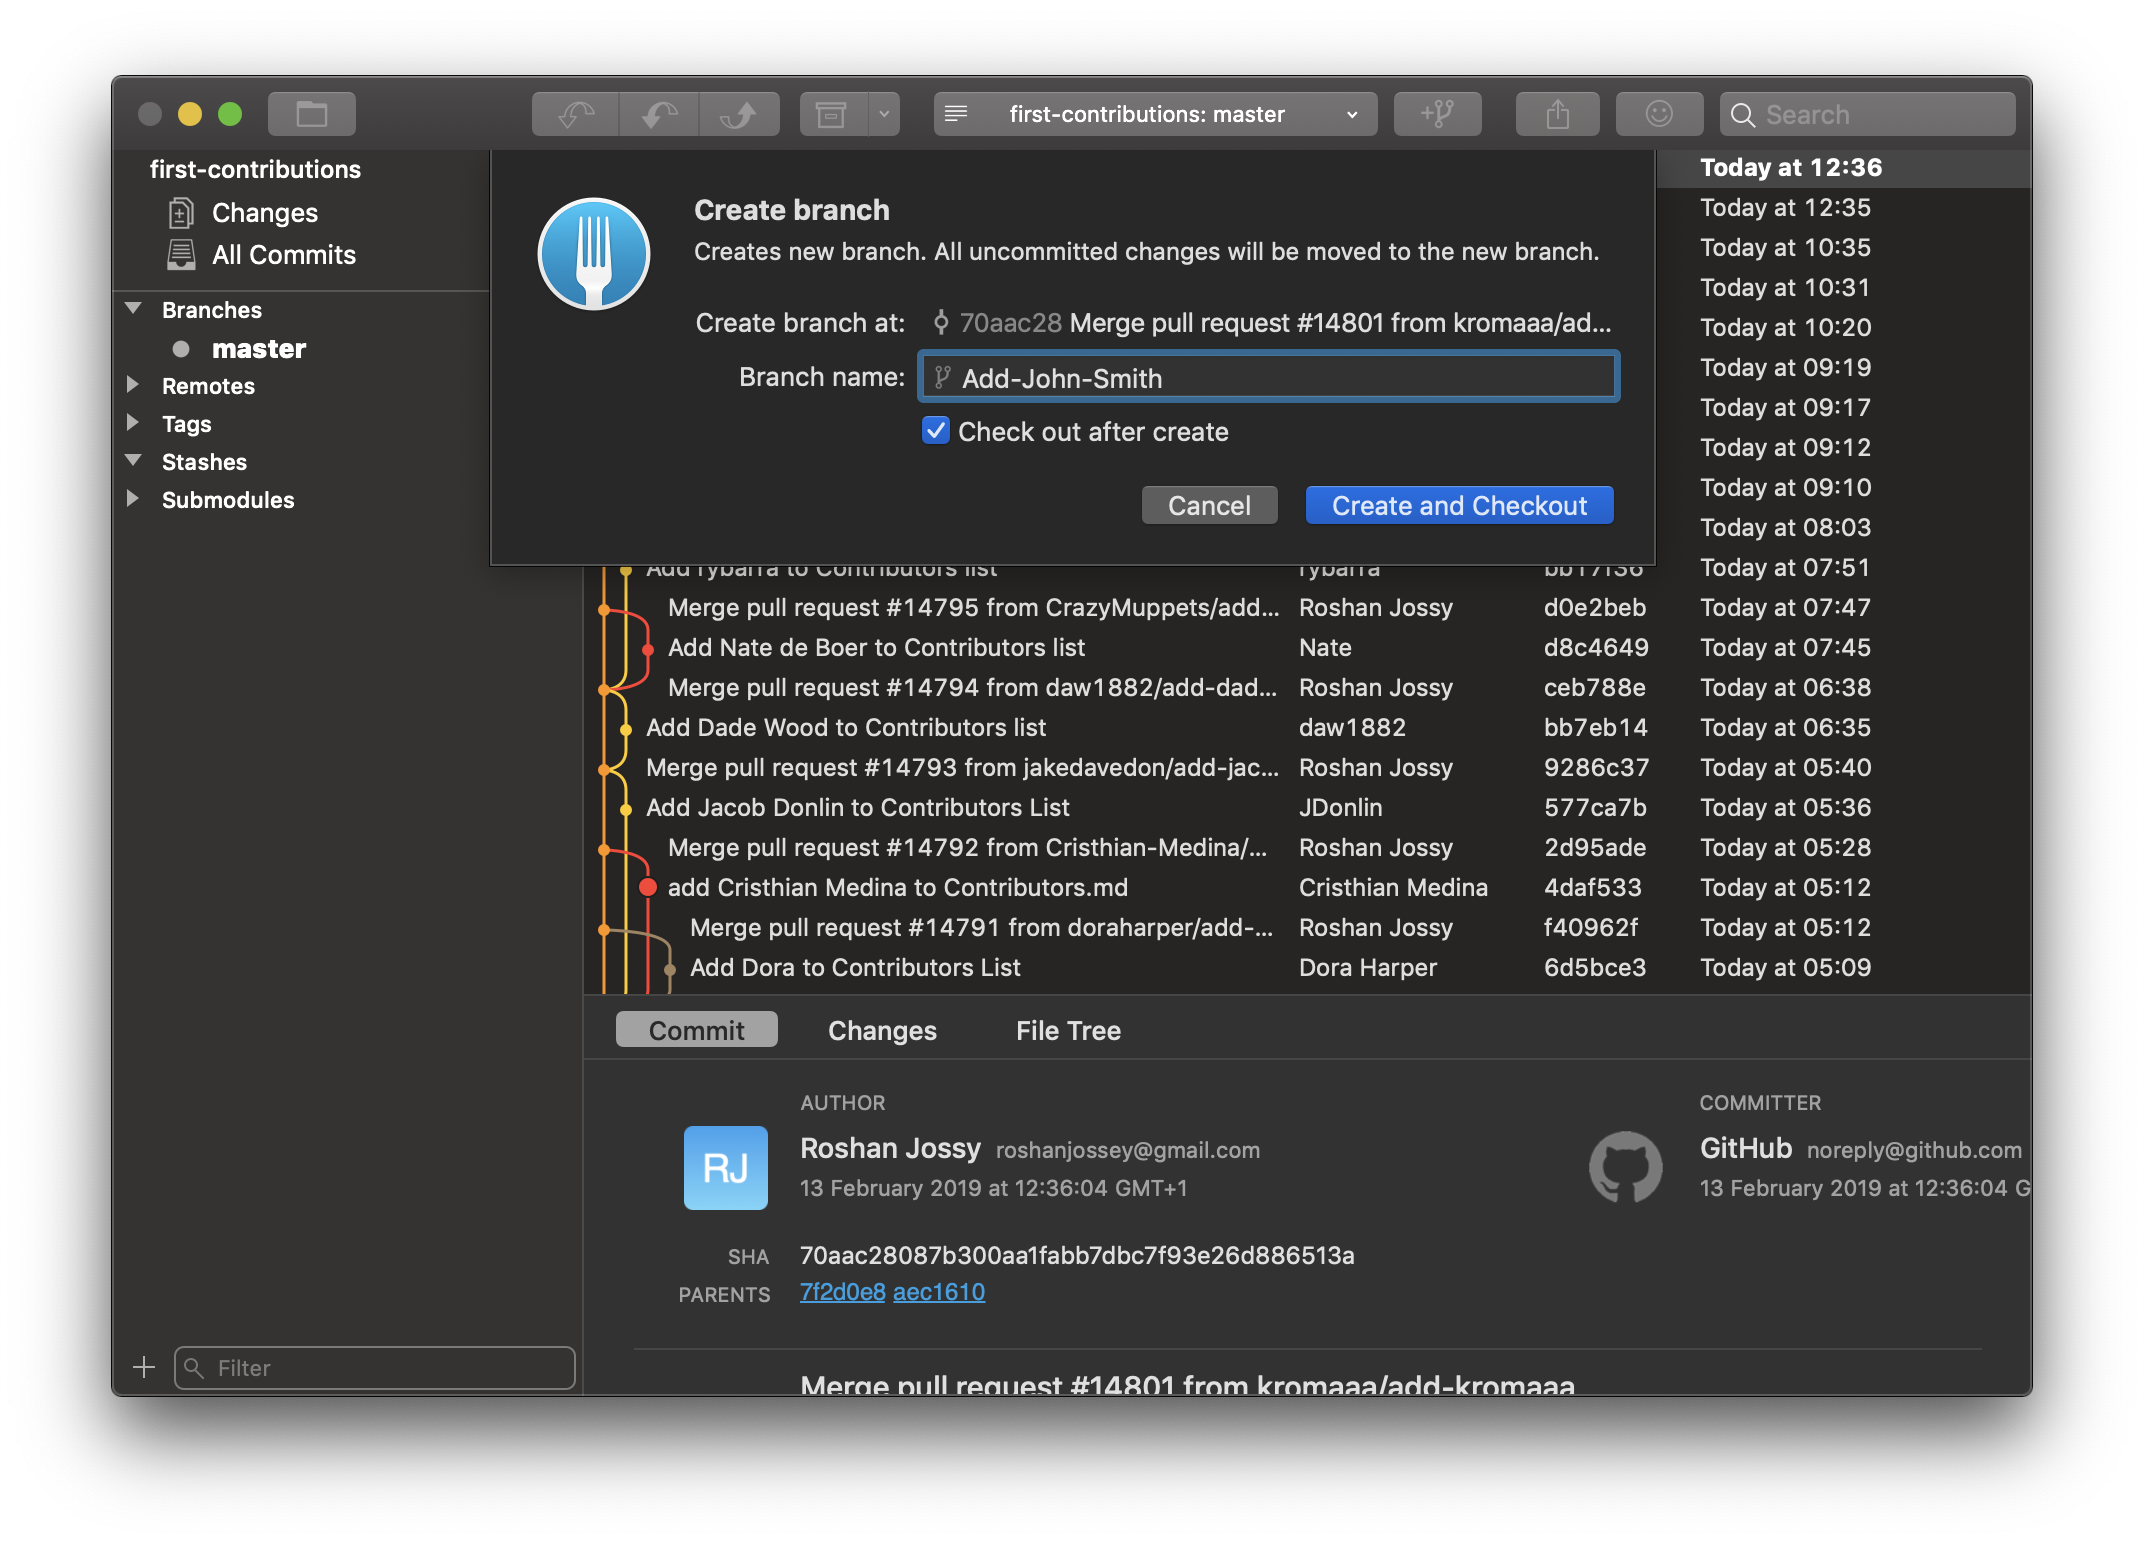 first-contributions: master
Search
first-contributions
Changes
All Commits
Branches
master
Remotes
Tags
Stashes
Submodules
Filter
Create branch
Creates new branch. All uncommitted changes will be moved to the new branch.
Create branch at: 70aac28 Merge pull request #14801 from kromaaa/ad...
Branch name: Add-John-Smith
Check out after create
Cancel Create and Checkout
Today at 12:36
Today at 12:35
Today at 10:35
Today at 10:31
Today at 10:20
Today at 09:19
Today at 09:17
Today at 09:12
Today at 09:10
Today at 08:03
Add rybarra to Contributors list rybarra bb17f36 Today at 07:51
Merge pull request #14795 from CrazyMuppets/add... Roshan Jossy d0e2beb Today at 07:47
Add Nate de Boer to Contributors list Nate d8c4649 Today at 07:45
Merge pull request #14794 from daw1882/add-dad... Roshan Jossy ceb788e Today at 06:38
Add Dade Wood to Contributors list daw1882 bb7eb14 Today at 06:35
Merge pull request #14793 from jakedavedon/add-jac... Roshan Jossy 9286c37 Today at 05:40
Add Jacob Donlin to Contributors List JDonlin 577ca7b Today at 05:36
Merge pull request #14792 from Cristhian-Medina/... Roshan Jossy 2d95ade Today at 05:28
add Cristhian Medina to Contributors.md Cristhian Medina 4daf533 Today at 05:12
Merge pull request #14791 from doraharper/add-... Roshan Jossy f40962f Today at 05:12
Add Dora to Contributors List Dora Harper 6d5bce3 Today at 05:09
Commit Changes File Tree
AUTHOR
RJ
Roshan Jossy roshanjossey@gmail.com
13 February 2019 at 12:36:04 GMT+1
COMMITTER
GitHub noreply@github.com
13 February 2019 at 12:36:04 G
SHA 70aac28087b300aa1fabb7dbc7f93e26d886513a
PARENTS 7f2d0e8 aec1610
Merge pull request #14801 from kromaaa/add-kromaaa